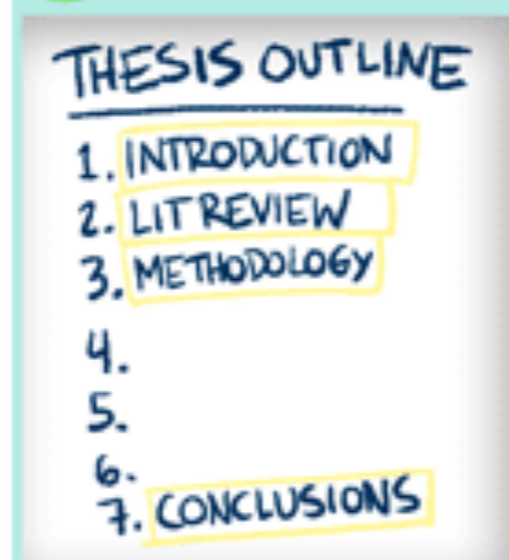 THESIS OUTLINE
1. INTRODUCTION
2. LIT REVIEW
3. METHODOLOGY
4.
5.
6.
7. CONCLUSIONS